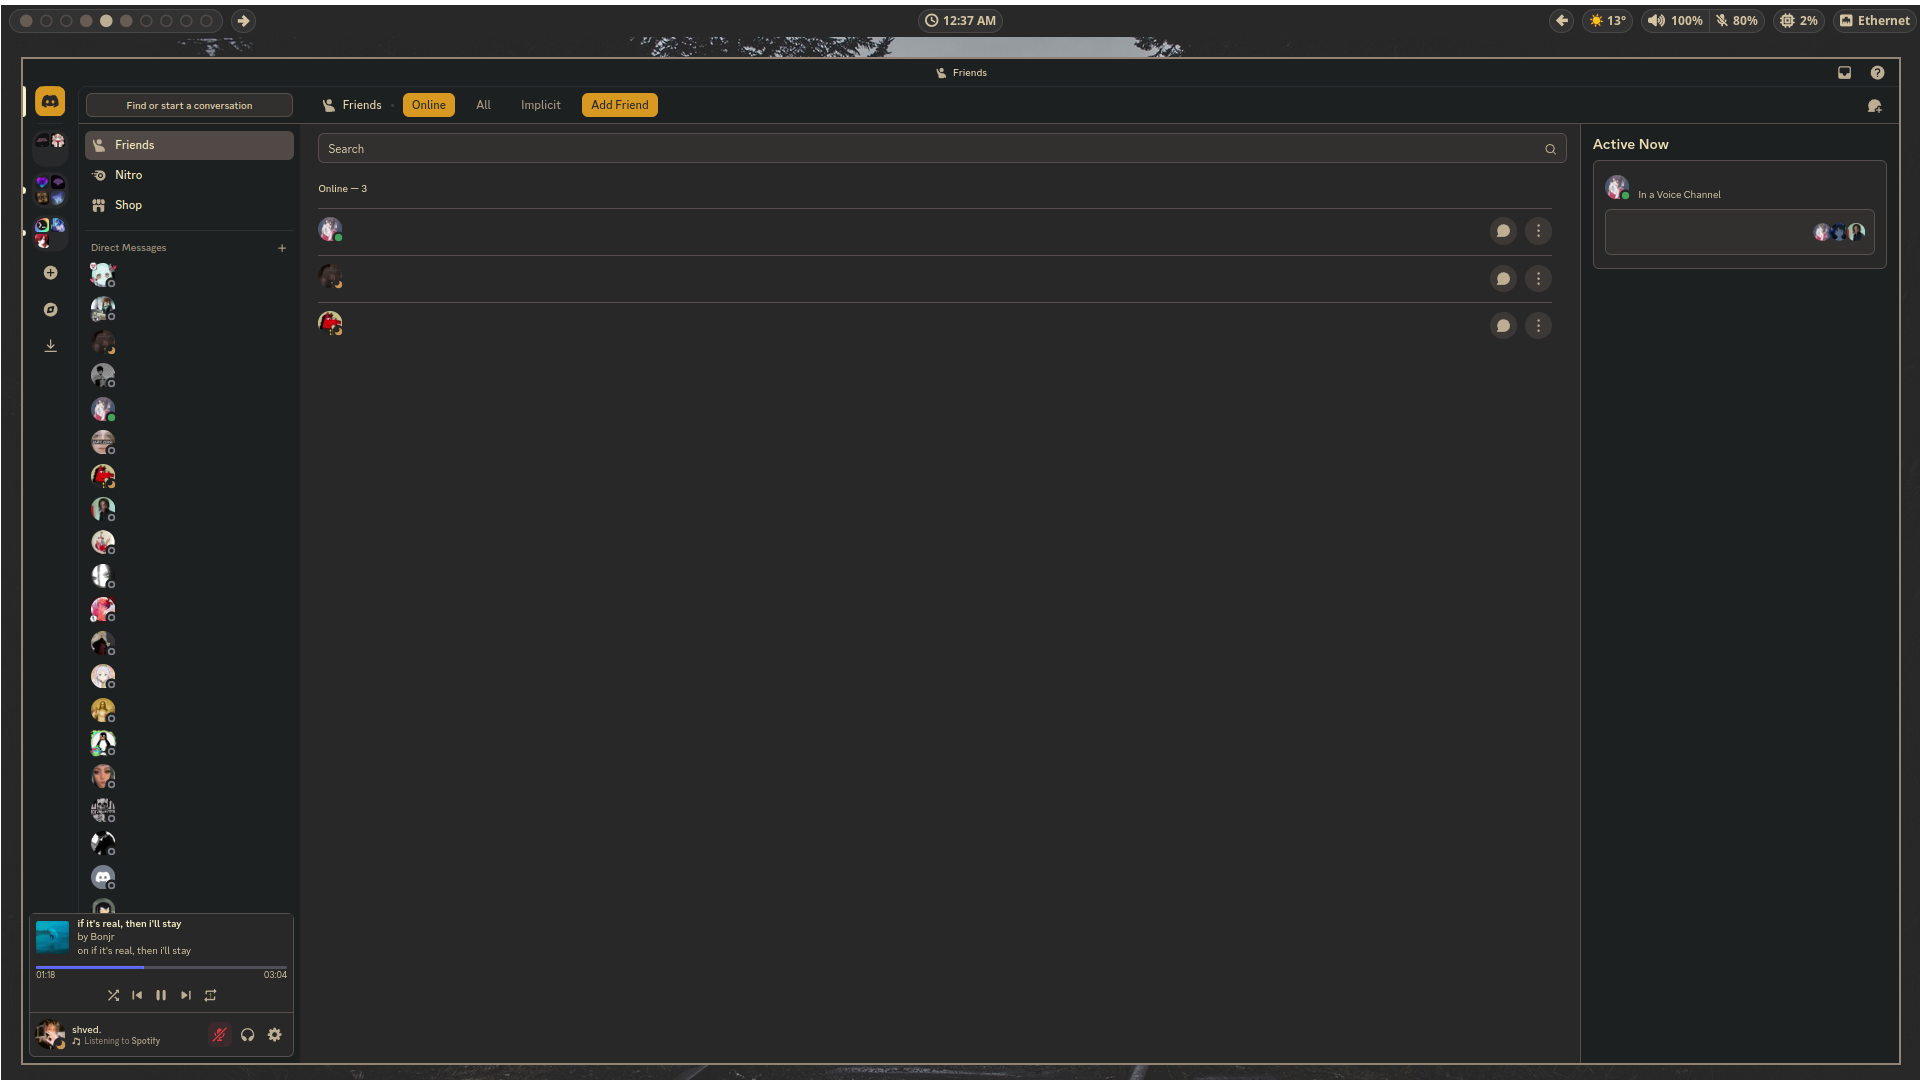 12:37 AM
13°
100%
80%
2%
Ethernet
Friends
Find or start a conversation
Friends
Online
All
Implicit
Add Friend
Friends
Nitro
Shop
Direct Messages
Search
Online — 3
Active Now
In a Voice Channel
if it's real, then i'll stay
by Bonjr
on if it's real, then i'll stay
01:18
03:04
shved.
Listening to Spotify